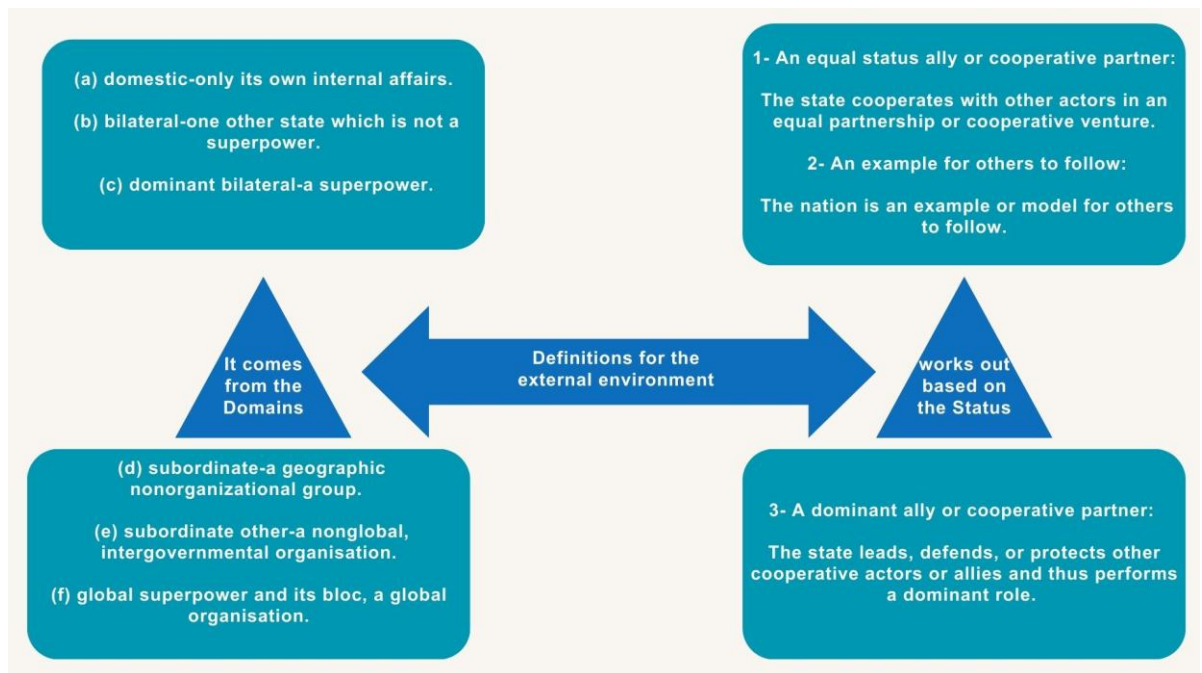 (a) domestic-only its own internal affairs.
(b) bilateral-one other state which is not a
superpower.
(c) dominant bilateral-a superpower.
It comes
from the
Domains
(d) subordinate-a geographic
nonorganizational group.
(e) subordinate other-a nonglobal,
intergovernmental organisation.
(f) global superpower and its bloc, a global
organisation.
Definitions for the
external environment
1- An equal status ally or cooperative partner:
The state cooperates with other actors in an
equal partnership or cooperative venture.
2- An example for others to follow:
The nation is an example or model for others
to follow.
works out
based on
the Status
3- A dominant ally or cooperative partner:
The state leads, defends, or protects other
cooperative actors or allies and thus performs
a dominant role.